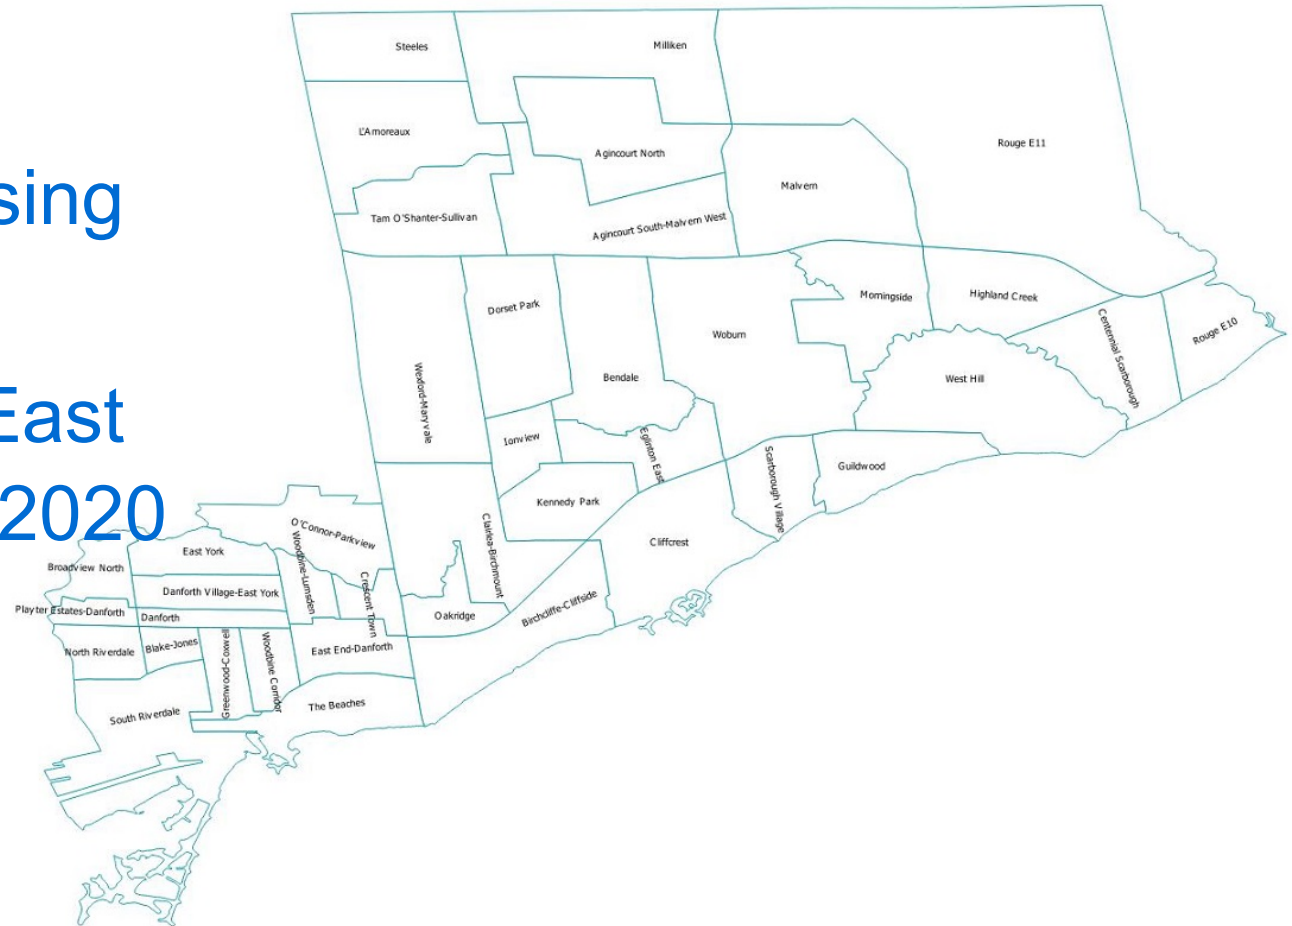 sing
East
2020
Steeles
Milliken
L'Amoreaux
Agincourt North
Rouge E11
Malvern
Tam O'Shanter-Sullivan
Agincourt South-Malvern West
Dorset Park
Morningside
Highland Creek
Centennial Scarborough
Rouge E10
Woburn
Wexford-Maryvale
Bendale
West Hill
Ionview
Eglinton East
Scarborough Village
Guildwood
Kennedy Park
O'Connor-Parkview
Clairlea-Birchmount
Cliffcrest
East York
Woodbine-Lumsden
Broadview North
Crescent Town
Danforth Village-East York
Playter Estates-Danforth
Danforth
Oakridge
Birchcliffe-Cliffside
North Riverdale
Blake-Jones
Greenwood-Coxwell
Woodbine Corridor
East End-Danforth
South Riverdale
The Beaches